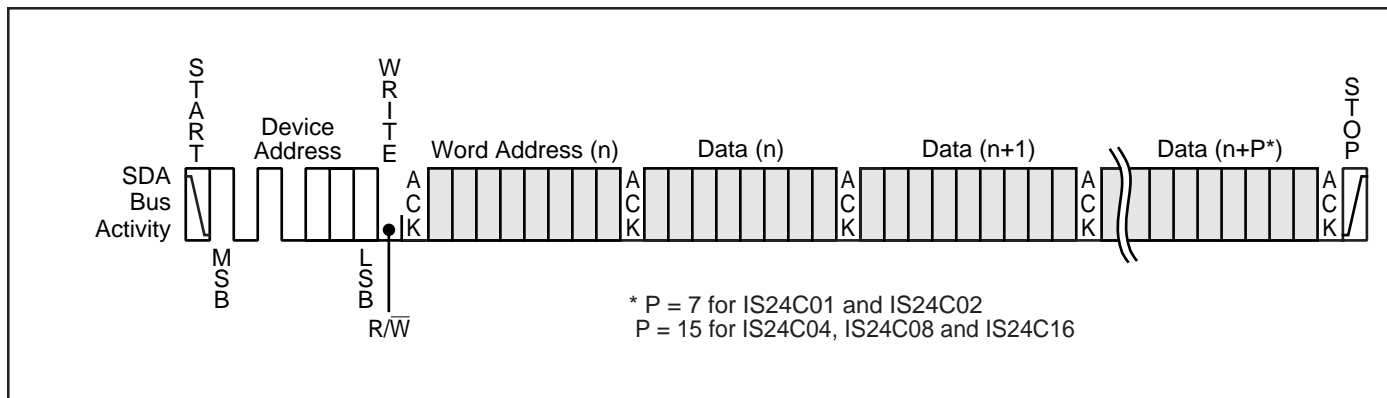 START
WRITE
STOP
Device
Address
Word Address (n)
Data (n)
Data (n+1)
Data (n+P*)
SDA
Bus
Activity
ACK
ACK
ACK
ACK
ACK
MSB
LSB
R/W̅
* P = 7 for IS24C01 and IS24C02
P = 15 for IS24C04, IS24C08 and IS24C16